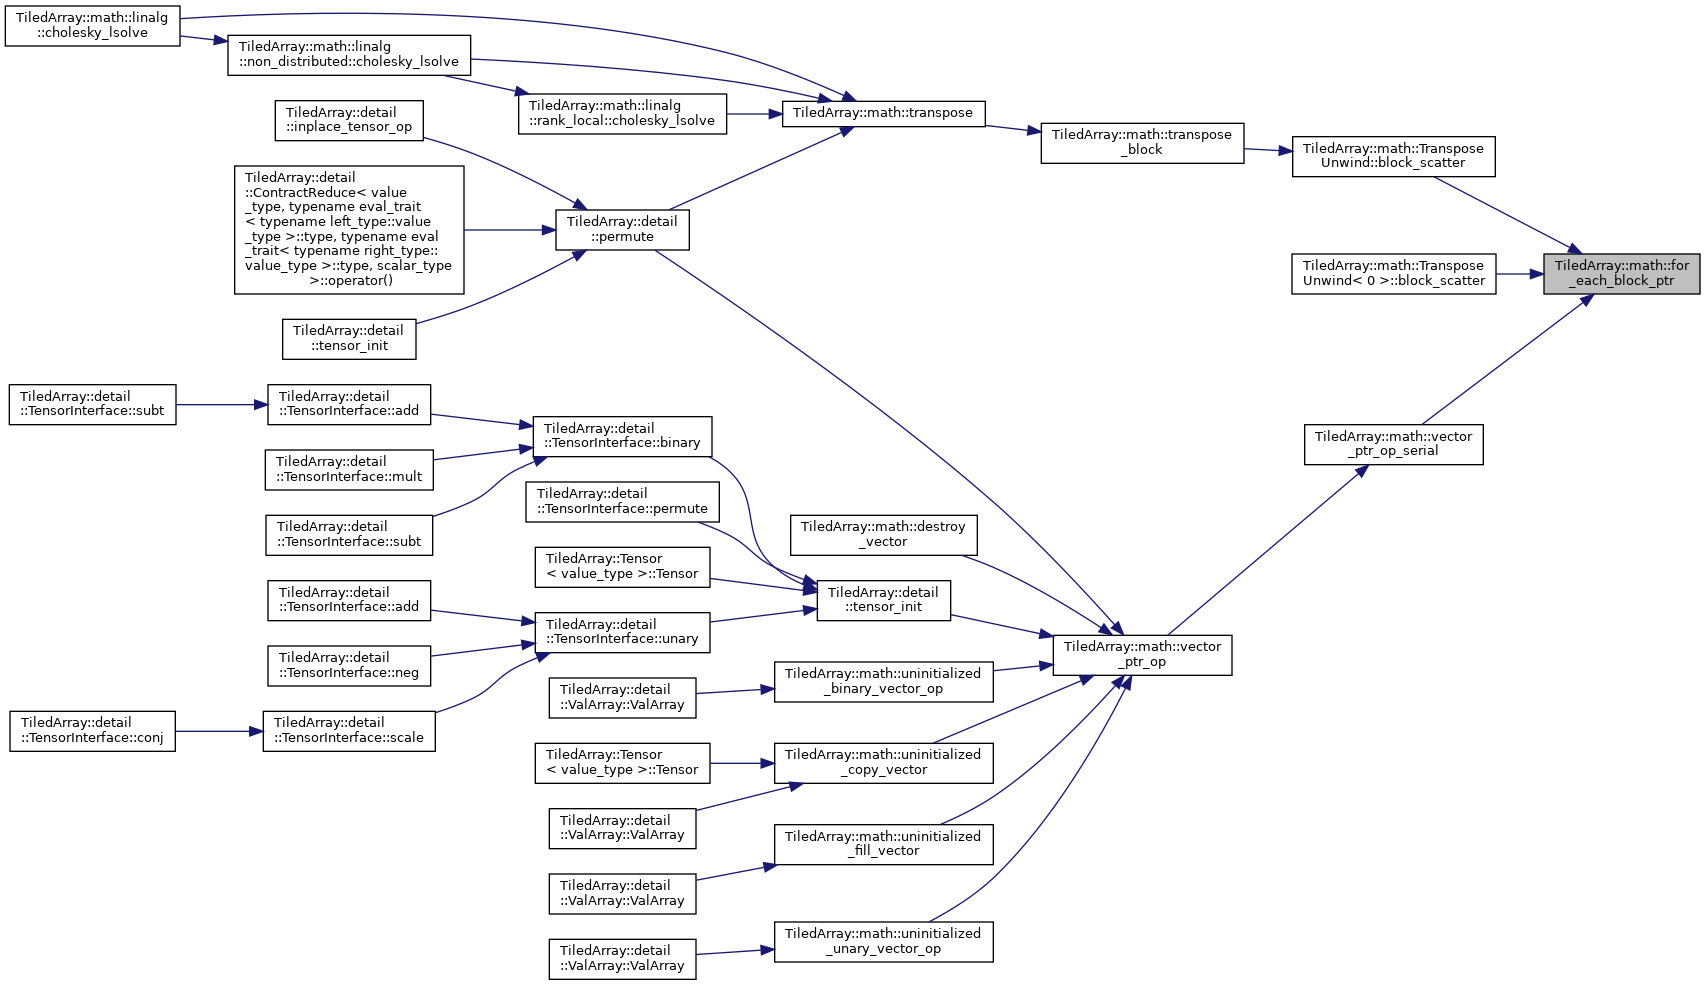 TiledArray::math::linalg
::cholesky_lsolve
TiledArray::math::linalg
::non_distributed::cholesky_lsolve
TiledArray::math::linalg
::rank_local::cholesky_lsolve
TiledArray::detail
::inplace_tensor_op
TiledArray::math::transpose
TiledArray::math::transpose
_block
TiledArray::math::Transpose
Unwind::block_scatter
TiledArray::detail
::ContractReduce< value
_type, typename eval_trait
< typename left_type::value
_type >::type, typename eval
_trait< typename right_type::
value_type >::type, scalar_type
>::operator()
TiledArray::detail
::permute
TiledArray::math::Transpose
Unwind< 0 >::block_scatter
TiledArray::math::for
_each_block_ptr
TiledArray::detail
::tensor_init
TiledArray::detail
::TensorInterface::subt
TiledArray::detail
::TensorInterface::add
TiledArray::detail
::TensorInterface::binary
TiledArray::math::vector
_ptr_op_serial
TiledArray::detail
::TensorInterface::mult
TiledArray::detail
::TensorInterface::permute
TiledArray::detail
::TensorInterface::subt
TiledArray::math::destroy
_vector
TiledArray::Tensor
< value_type >::Tensor
TiledArray::detail
::TensorInterface::add
TiledArray::detail
::tensor_init
TiledArray::detail
::TensorInterface::unary
TiledArray::detail
::TensorInterface::neg
TiledArray::math::vector
_ptr_op
TiledArray::math::uninitialized
_binary_vector_op
TiledArray::detail
::ValArray::ValArray
TiledArray::detail
::TensorInterface::conj
TiledArray::detail
::TensorInterface::scale
TiledArray::Tensor
< value_type >::Tensor
TiledArray::math::uninitialized
_copy_vector
TiledArray::detail
::ValArray::ValArray
TiledArray::math::uninitialized
_fill_vector
TiledArray::detail
::ValArray::ValArray
TiledArray::math::uninitialized
_unary_vector_op
TiledArray::detail
::ValArray::ValArray